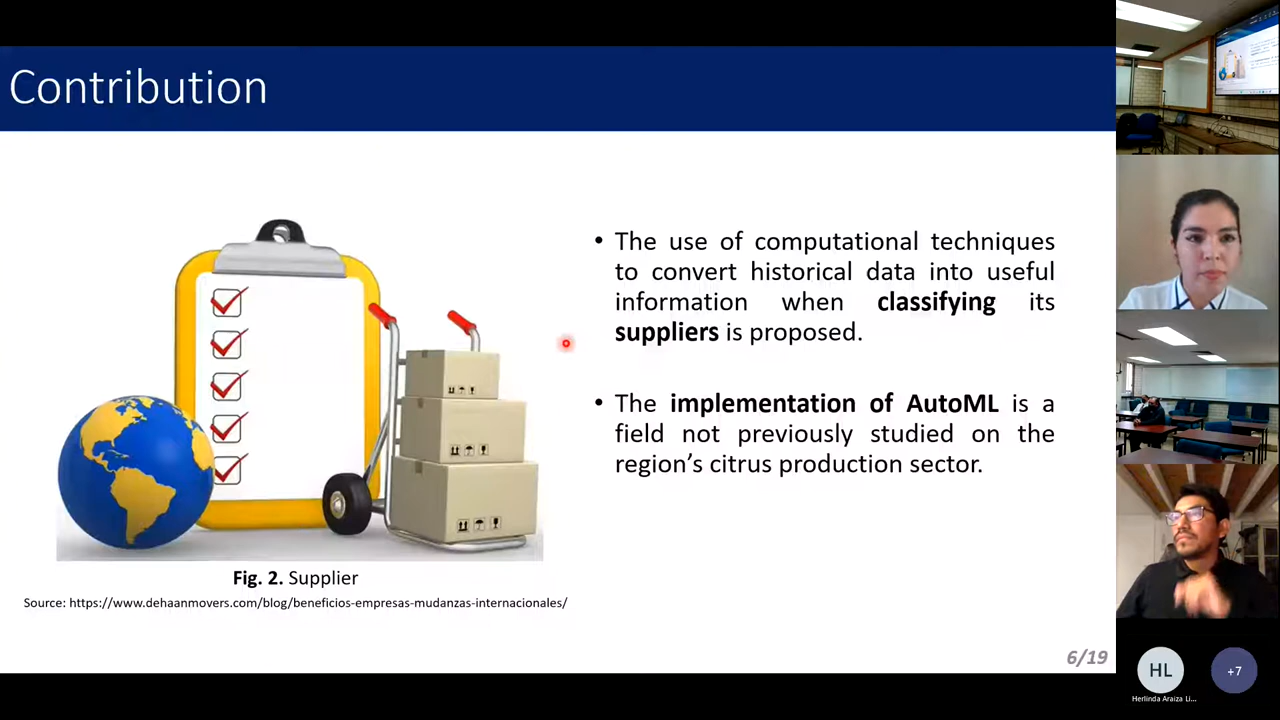 Contribution
• The use of computational techniques
to convert historical data into useful
information when classifying its
suppliers is proposed.
• The implementation of AutoML is a
field not previously studied on the
region's citrus production sector.
Fig. 2. Supplier
Source: https://www.dehaanmovers.com/blog/beneficios-empresas-mudanzas-internacionales/
6/19
HL
+7
Herlinda Araiza Li...